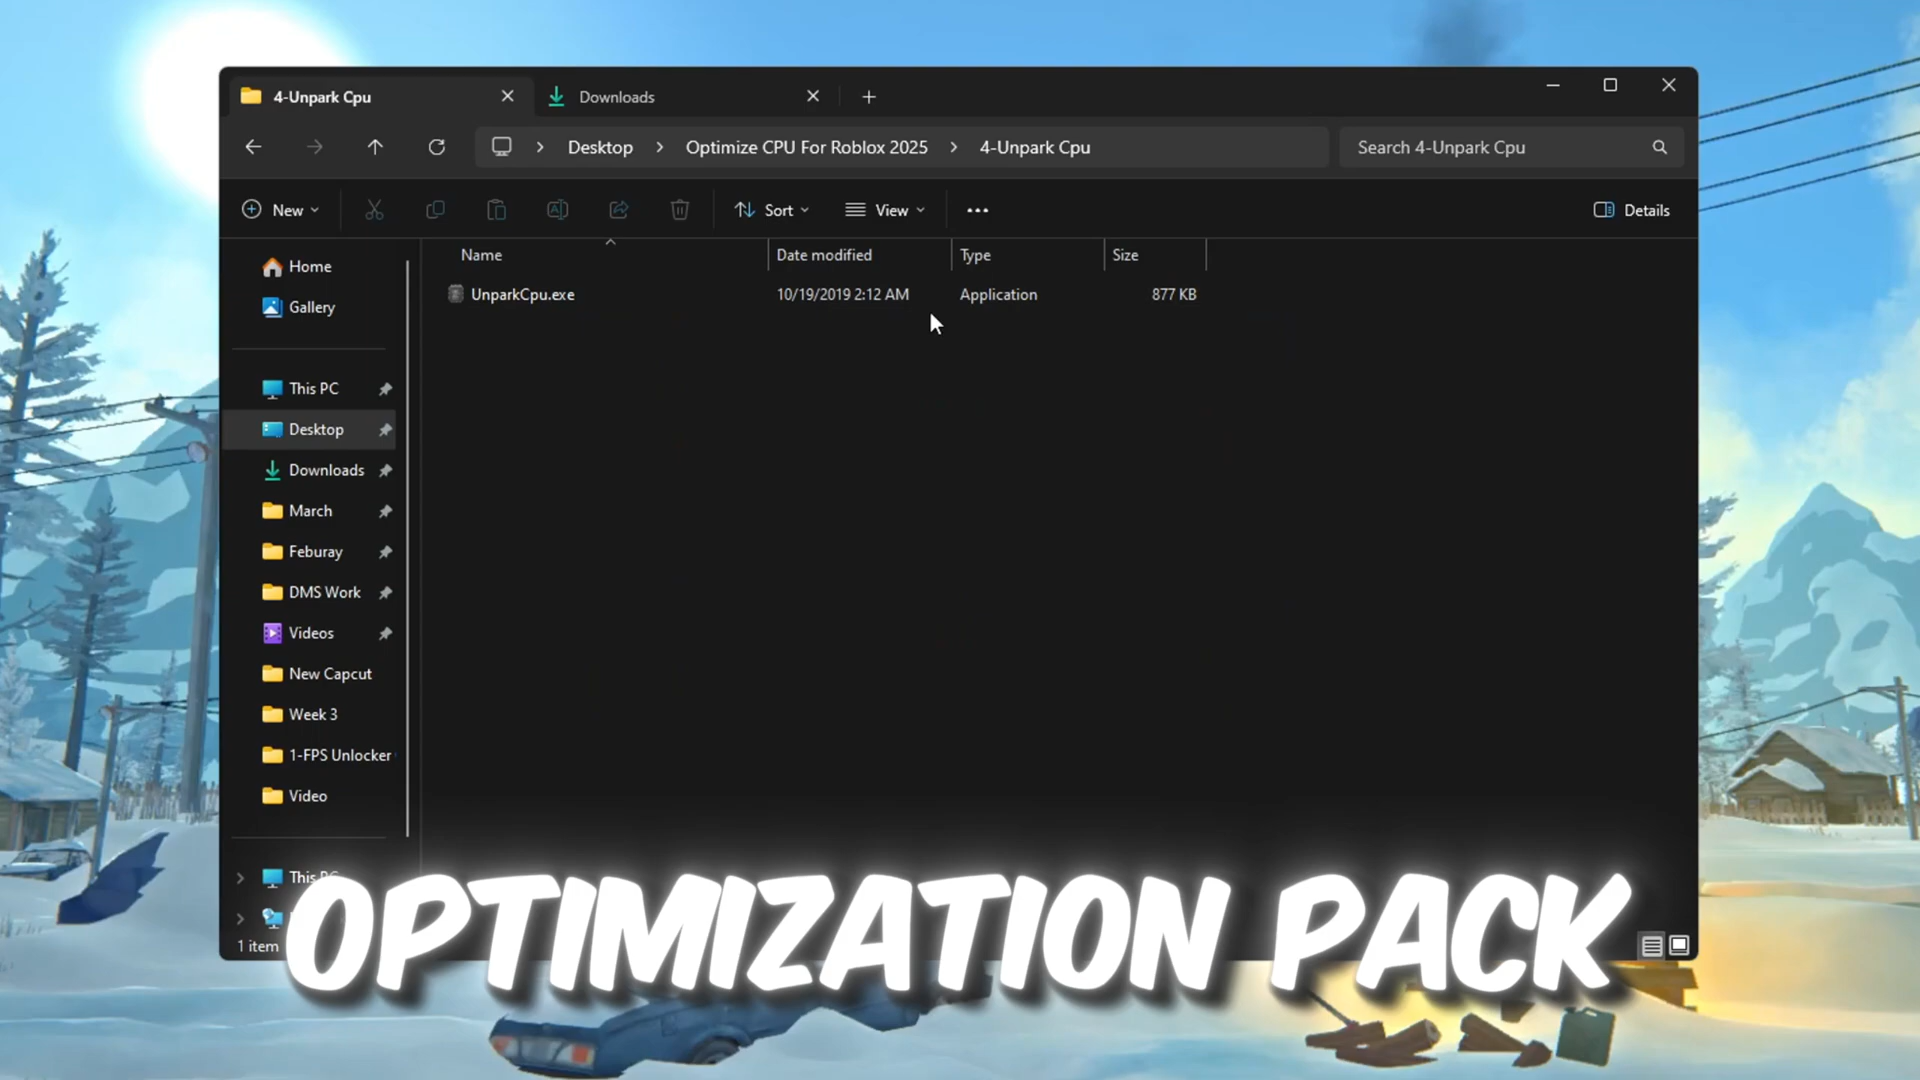 4-Unpark Cpu
Downloads
Desktop > Optimize CPU For Roblox 2025 > 4-Unpark Cpu
Search 4-Unpark Cpu
New
Sort
View
Details
Name
Date modified
Type
Size
UnparkCpu.exe
10/19/2019 2:12 AM
Application
877 KB
Home
Gallery
This PC
Desktop
Downloads
March
Feburay
DMS Work
Videos
New Capcut
Week 3
1-FPS Unlocker
Video
This PC
1 item
OPTIMIZATION PACK